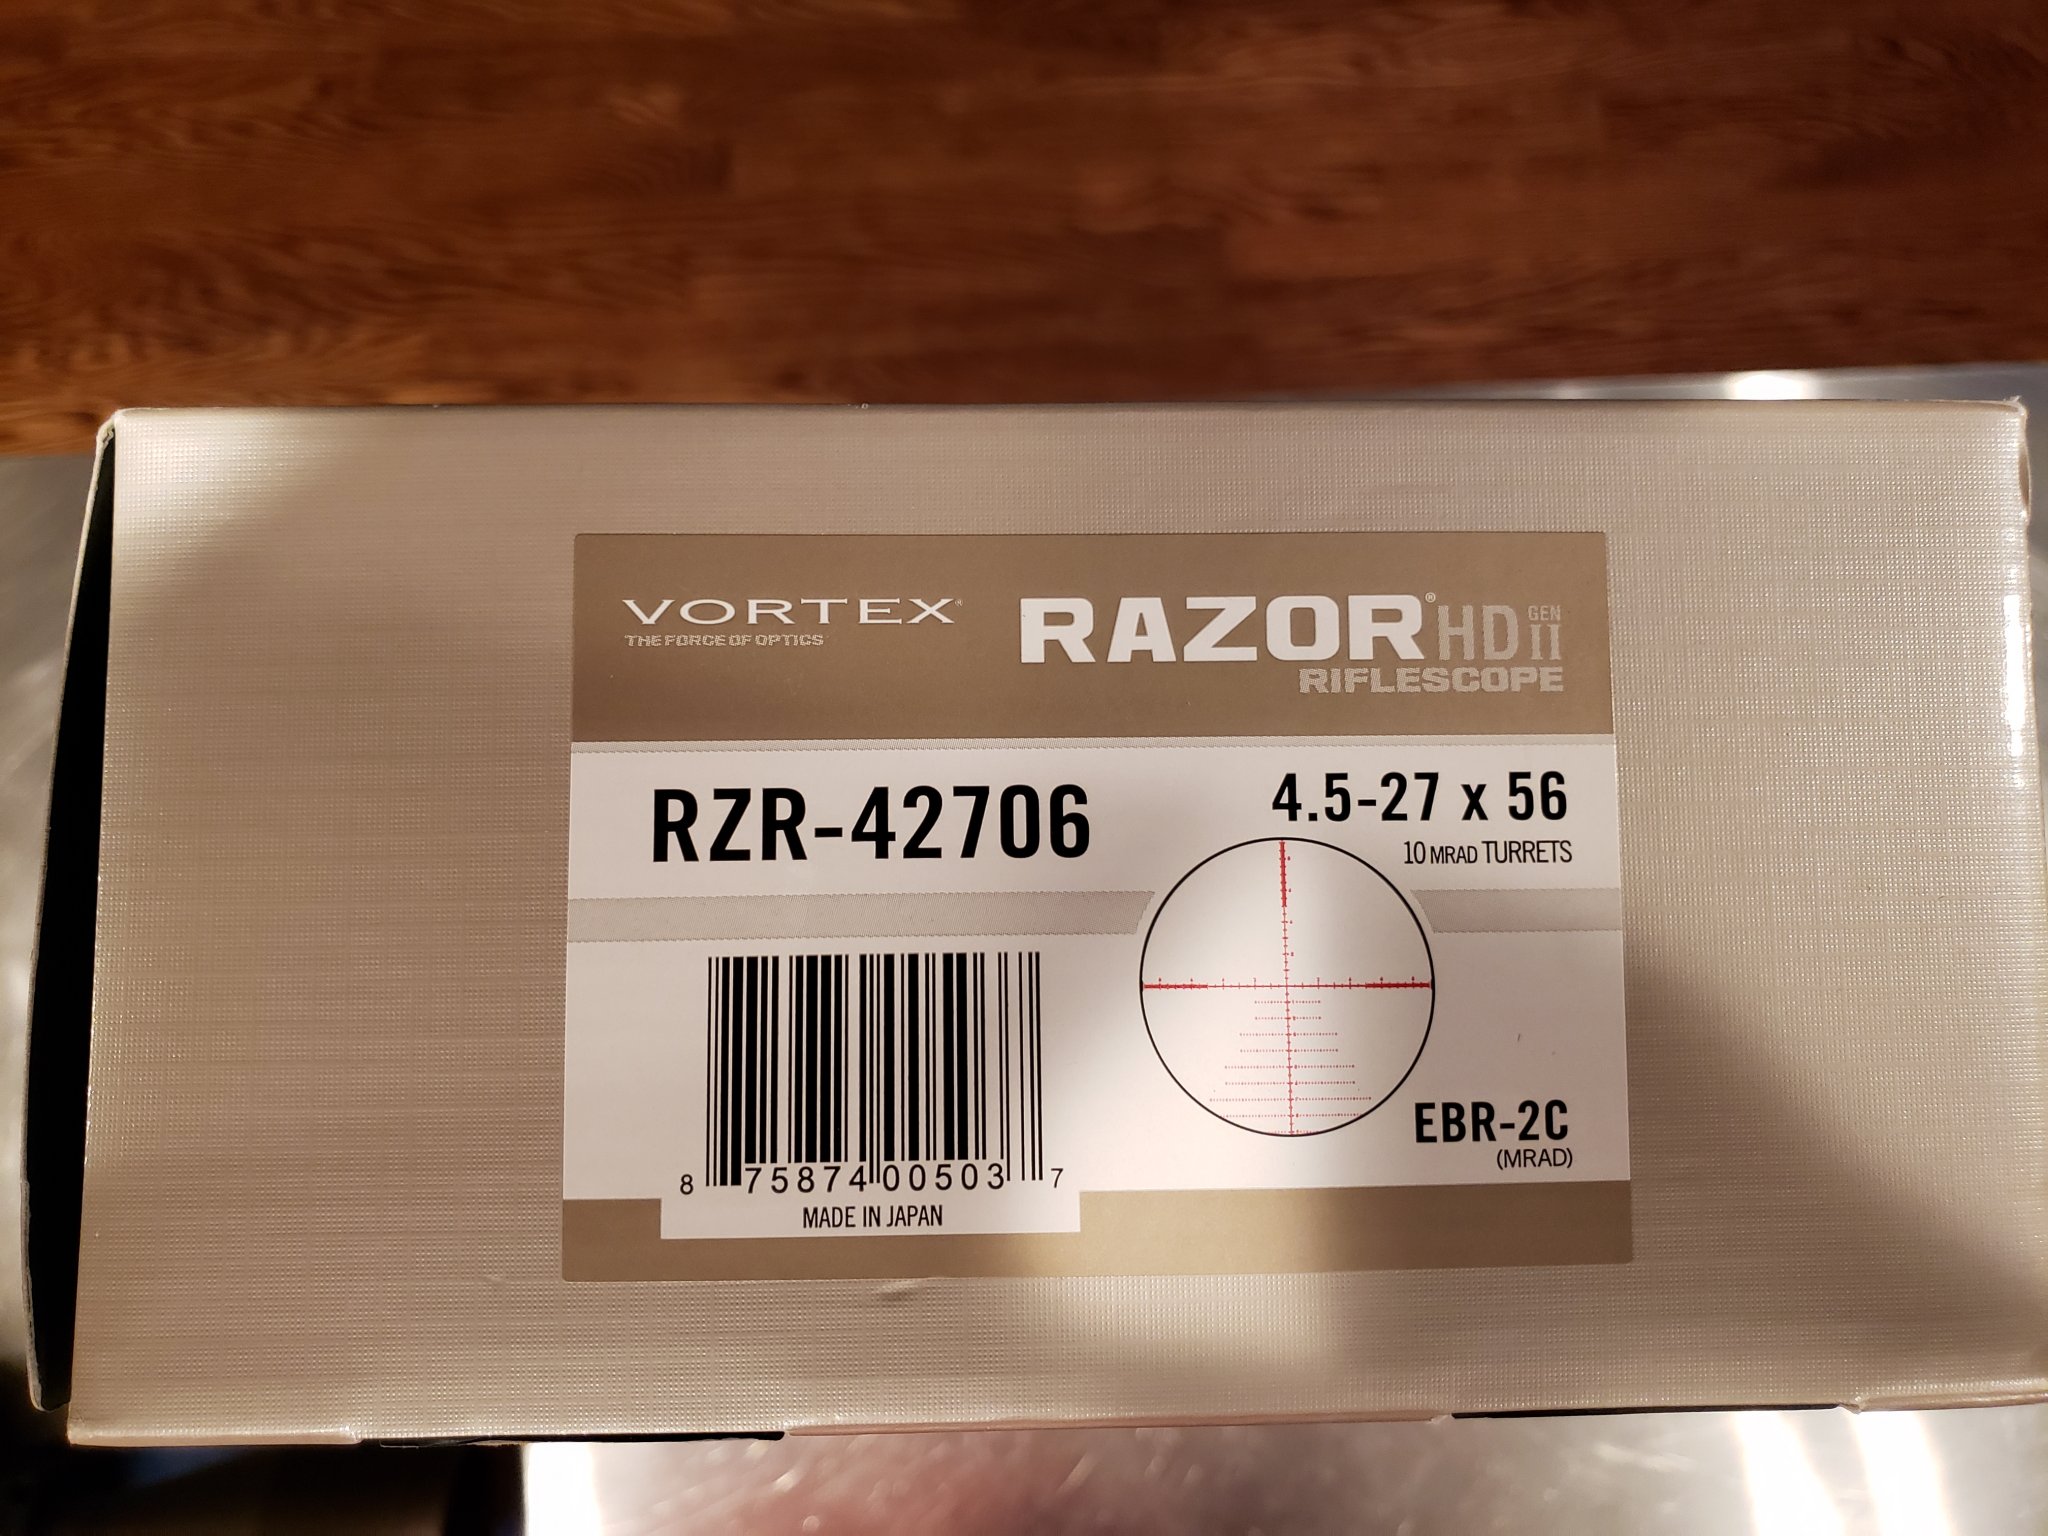 VORTEX®
THE FORCE OF OPTICS
RAZOR® HD GEN II
RIFLESCOPE
RZR-42706
4.5-27 x 56
10 MRAD TURRETS
EBR-2C
(MRAD)
8 75874 00503 7
MADE IN JAPAN